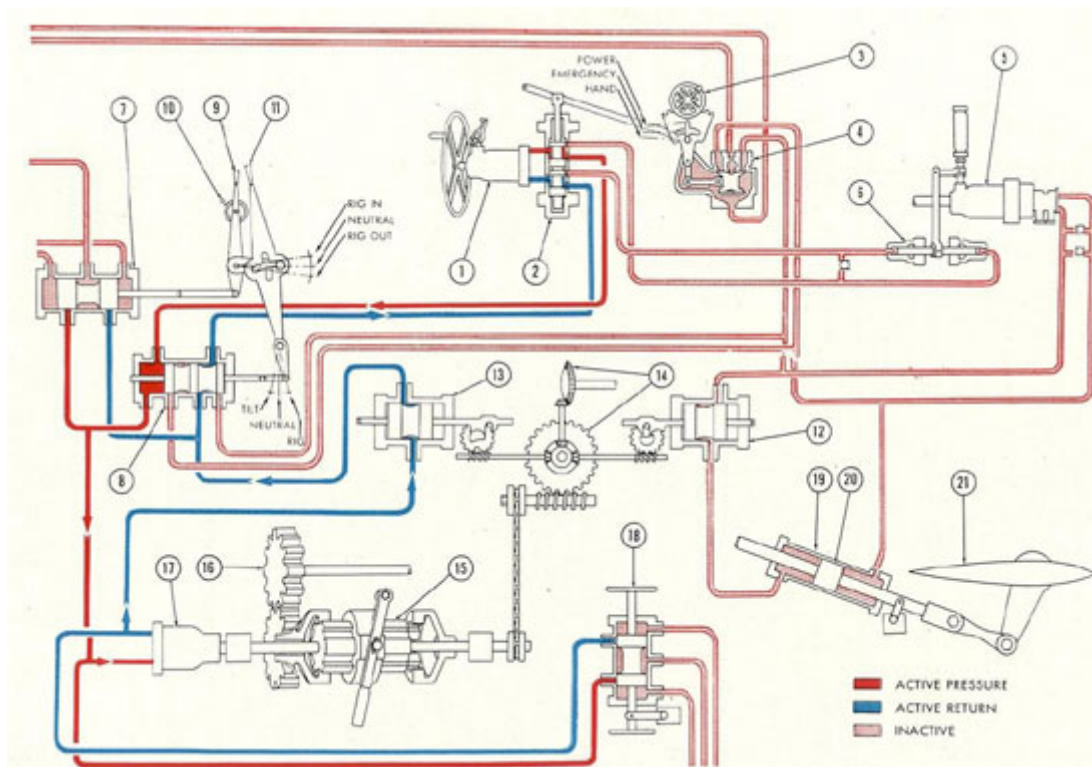 POWER
EMERGENCY
HAND
3
5
7
10
9
11
4
6
RIG IN
NEUTRAL
RIG OUT
1
2
13
14
TILT
NEUTRAL
RIG
12
8
19
20
21
18
17
16
15
ACTIVE PRESSURE
ACTIVE RETURN
INACTIVE